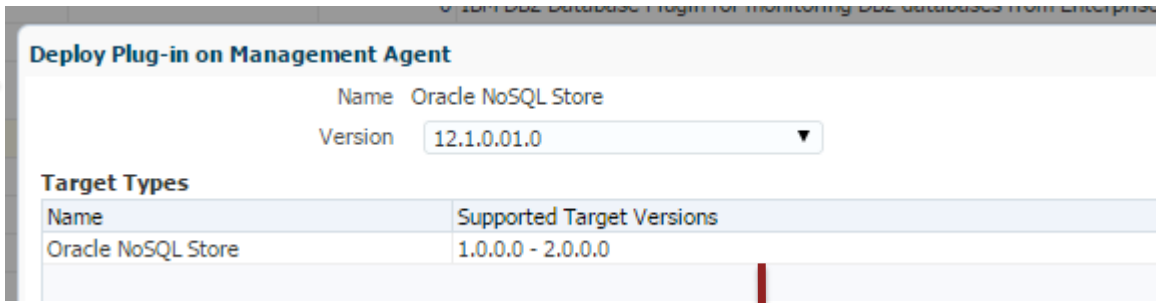 IBM DB2 Database Plugin for monitoring DB2 databases from Enterprise
Deploy Plug-in on Management Agent
Name Oracle NoSQL Store
Version 12.1.0.01.0
Target Types
Name Supported Target Versions
Oracle NoSQL Store 1.0.0.0 - 2.0.0.0